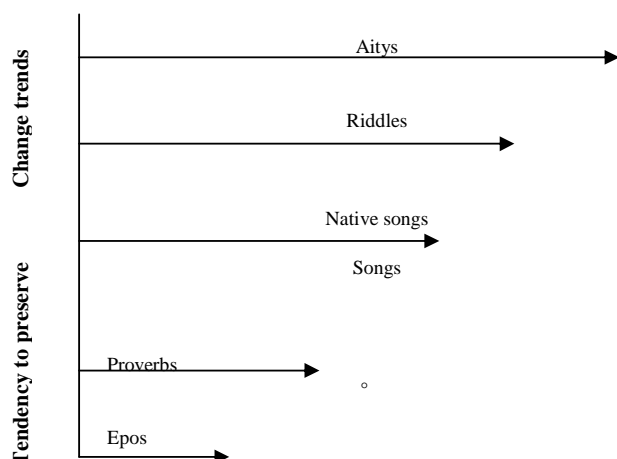 Change trends
Aitys
Riddles
Native songs
Songs
Tendency to preserve
Proverbs
Epos